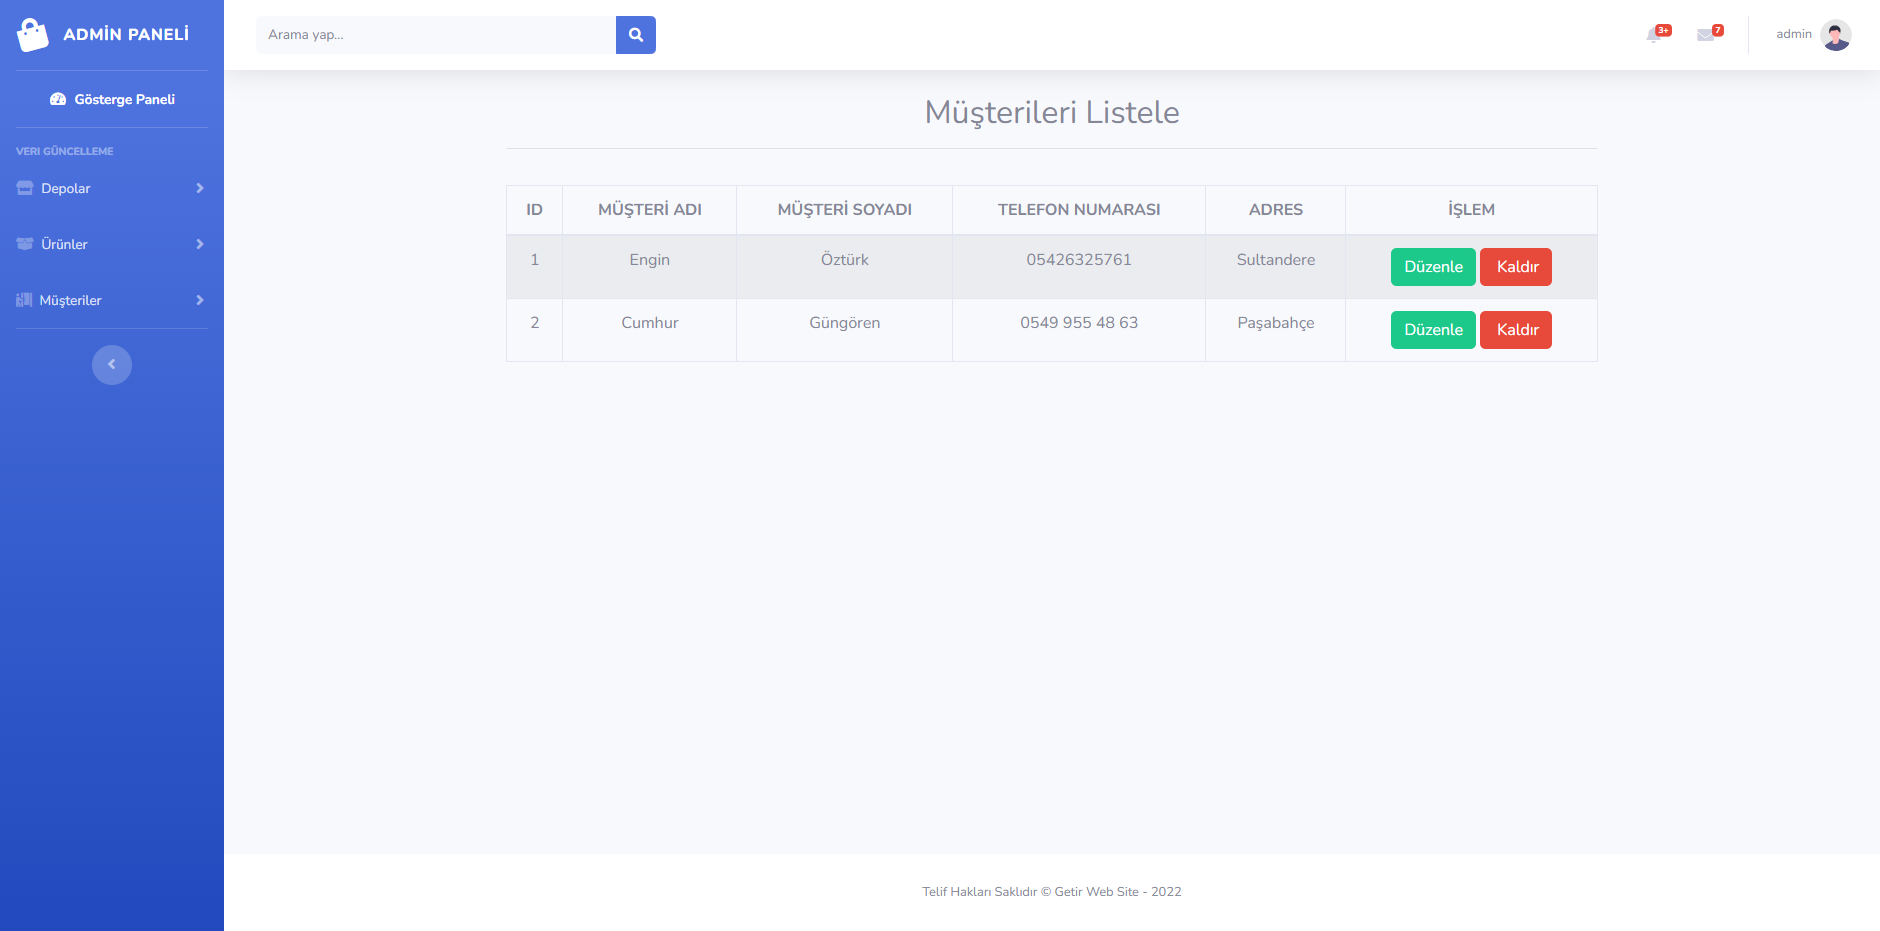 ADMİN PANELİ
Arama yap...
3+
7
admin
Gösterge Paneli
VERI GÜNCELLEME
Depolar
Ürünler
Müşteriler
Müşterileri Listele
ID MÜŞTERİ ADI MÜŞTERİ SOYADI TELEFON NUMARASI ADRES İŞLEM
1 Engin Öztürk 05426325761 Sultandere Düzenle Kaldır
2 Cumhur Güngören 0549 955 48 63 Paşabahçe Düzenle Kaldır
Telif Hakları Saklıdır © Getir Web Site - 2022